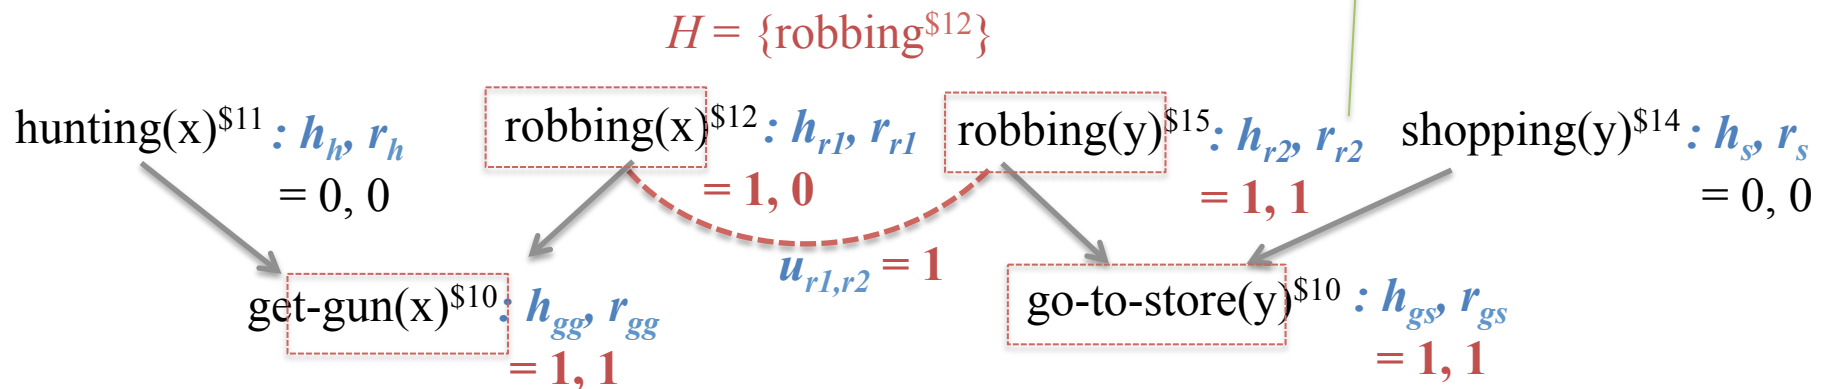 H = {robbing$12}
hunting(x)$11 : hh, rh
= 0, 0
robbing(x)$12 : hr1, rr1
= 1, 0
robbing(y)$15 : hr2, rr2
= 1, 1
shopping(y)$14 : hs, rs
= 0, 0
ur1,r2 = 1
get-gun(x)$10 : hgg, rgg
= 1, 1
go-to-store(y)$10 : hgs, rgs
= 1, 1